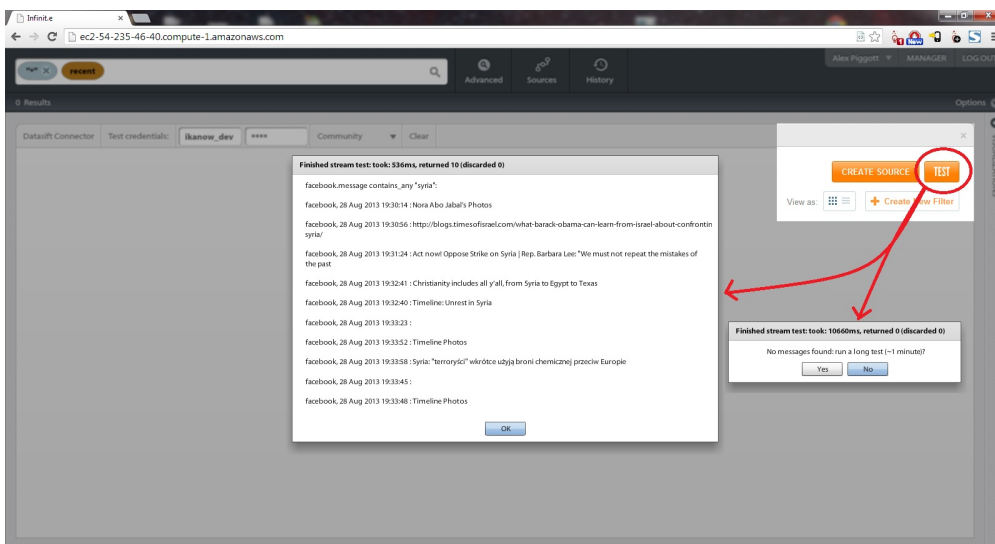 Infinit.e
ec2-54-235-46-40.compute-1.amazonaws.com
New
"*" recent
Advanced
Sources
History
Alex Piggott
MANAGER
LOG OUT
0 Results
Options
Datasift Connector
Test credentials:
ikanow_dev
****
Community
Clear
CREATE SOURCE
TEST
View as:
Create New Filter
Finished stream test: took: 536ms, returned 10 (discarded 0)
facebook.message contains_any "syria":
facebook, 28 Aug 2013 19:30:14 : Nora Abo Jabal's Photos
facebook, 28 Aug 2013 19:30:56 : http://blogs.timesofisrael.com/what-barack-obama-can-learn-from-israel-about-confrontin
syria/
facebook, 28 Aug 2013 19:31:24 : Act now! Oppose Strike on Syria | Rep. Barbara Lee: "We must not repeat the mistakes of
the past
facebook, 28 Aug 2013 19:32:41 : Christianity includes all y'all, from Syria to Egypt to Texas
facebook, 28 Aug 2013 19:32:40 : Timeline: Unrest in Syria
facebook, 28 Aug 2013 19:33:23 :
facebook, 28 Aug 2013 19:33:52 : Timeline Photos
facebook, 28 Aug 2013 19:33:58 : Syria: "terroryści" wkrótce użyją broni chemicznej przeciw Europie
facebook, 28 Aug 2013 19:33:45 :
facebook, 28 Aug 2013 19:33:48 : Timeline Photos
OK
Finished stream test: took: 10660ms, returned 0 (discarded 0)
No messages found: run a long test (~1 minute)?
Yes
No